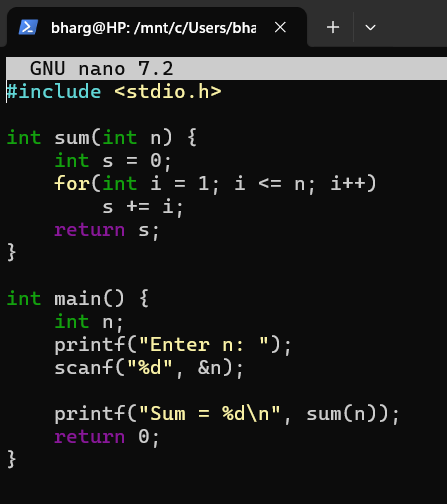 bharg@HP: /mnt/c/Users/bha
GNU nano 7.2
#include <stdio.h>

int sum(int n) {
    int s = 0;
    for(int i = 1; i <= n; i++)
        s += i;
    return s;
}

int main() {
    int n;
    printf("Enter n: ");
    scanf("%d", &n);

    printf("Sum = %d\n", sum(n));
    return 0;
}